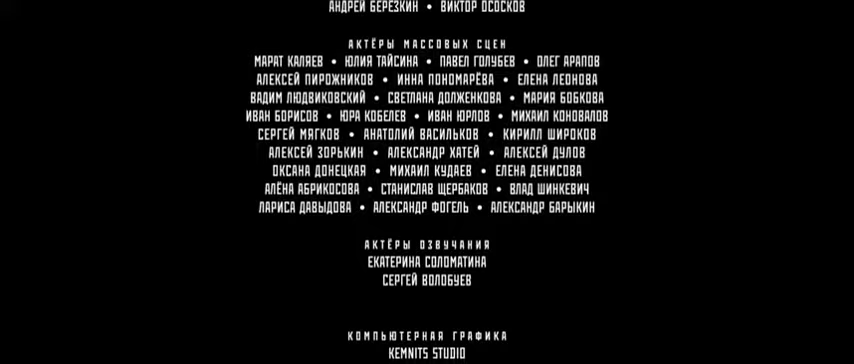 АНДРЕЙ БЕРЕЗКИН • ВИКТОР ОСОСКОВ
АКТЁРЫ МАССОВЫХ СЦЕН
МАРАТ КАЛЯЕВ • ЮЛИЯ ТАЙСИНА • ПАВЕЛ ГОЛУБЕВ • ОЛЕГ АРАПОВ
АЛЕКСЕЙ ПИРОЖНИКОВ • ИННА ПОНОМАРЁВА • ЕЛЕНА ЛЕОНОВА
ВАДИМ ЛЮДВИКОВСКИЙ • СВЕТЛАНА ДОЛЖЕНКОВА • МАРИЯ БОБКОВА
ИВАН БОРИСОВ • ЮРА КОБЕЛЕВ • ИВАН ЮРЛОВ • МИХАИЛ КОНОВАЛОВ
СЕРГЕЙ МЯГКОВ • АНАТОЛИЙ ВАСИЛЬКОВ • КИРИЛЛ ШИРОКОВ
АЛЕКСЕЙ ЗОРЬКИН • АЛЕКСАНДР ХАТЕЙ • АЛЕКСЕЙ ДУЛОВ
ОКСАНА ДОНЕЦКАЯ • МИХАИЛ КУДАЕВ • ЕЛЕНА ДЕНИСОВА
АЛЁНА АБРИКОСОВА • СТАНИСЛАВ ЩЕРБАКОВ • ВЛАД ШИНКЕВИЧ
ЛАРИСА ДАВЫДОВА • АЛЕКСАНДР ФОГЕЛЬ • АЛЕКСАНДР БАРЫКИН
АКТЁРЫ ОЗВУЧАНИЯ
ЕКАТЕРИНА СОЛОМАТИНА
СЕРГЕЙ ВОЛОБУЕВ
КОМПЬЮТЕРНАЯ ГРАФИКА
KEMNITS STUDIO